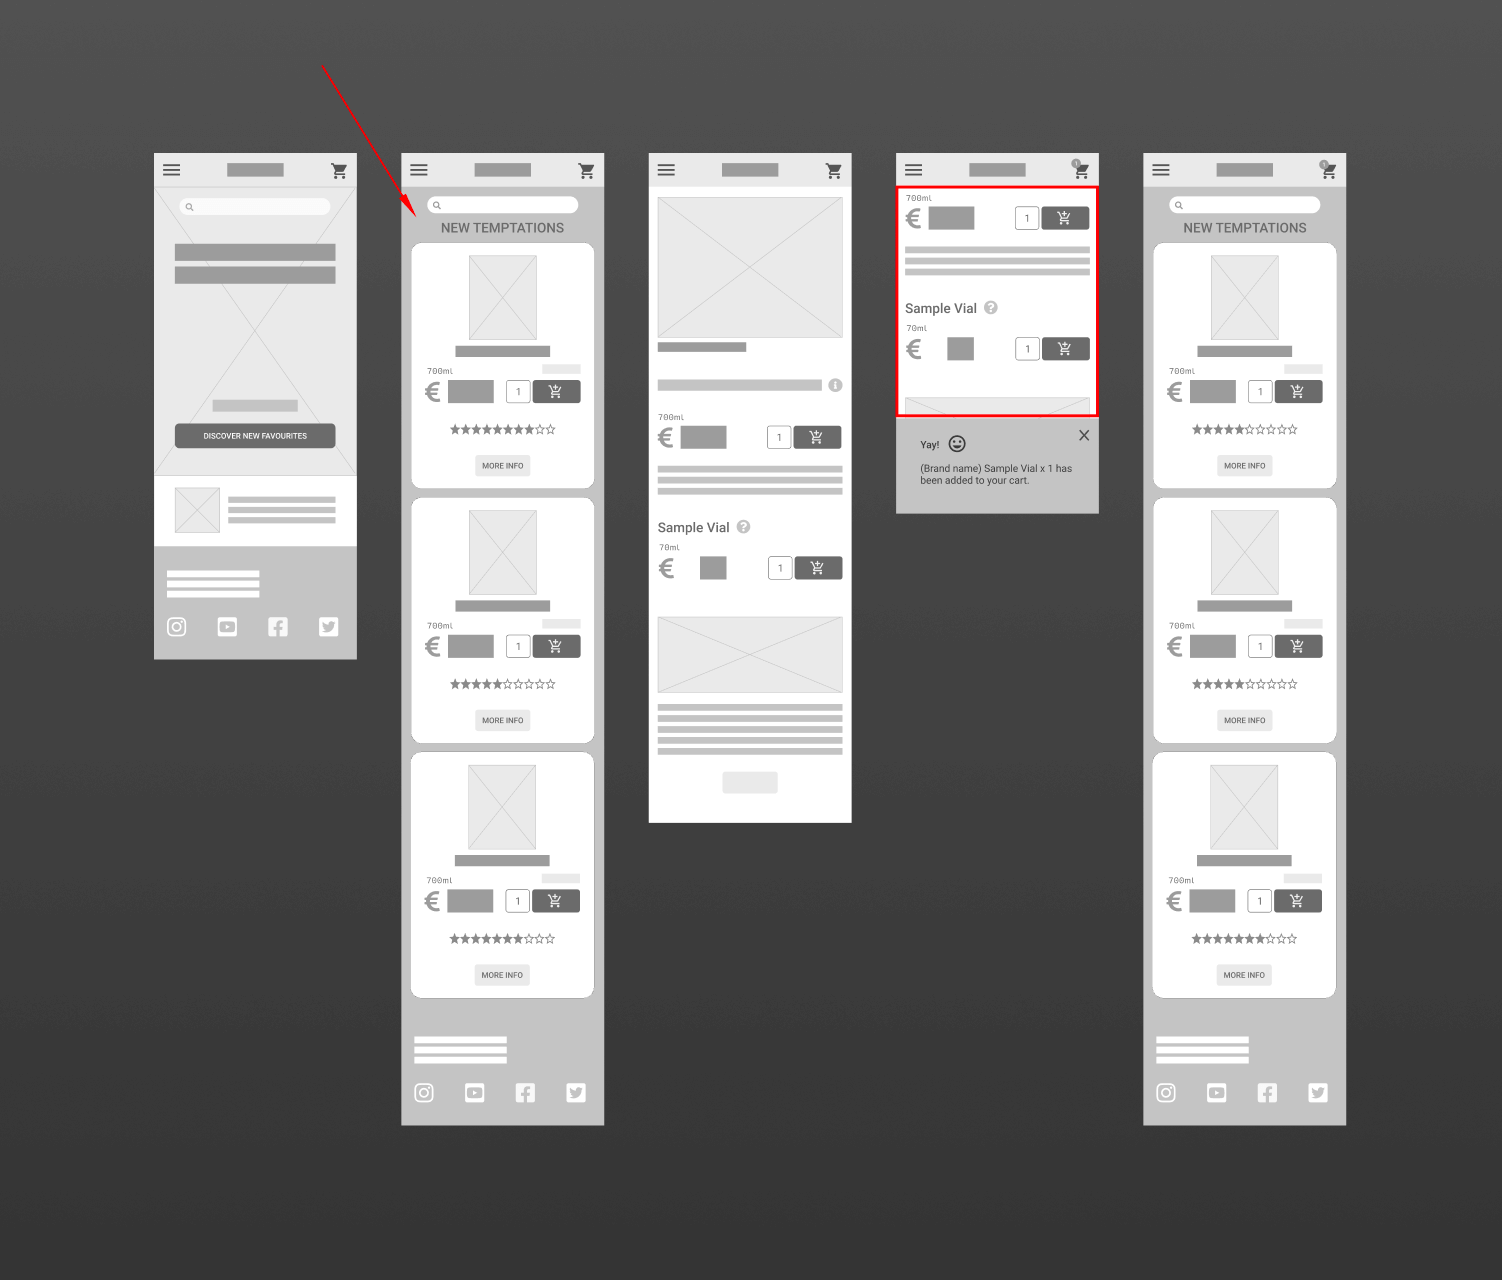 DISCOVER NEW FAVOURITES
NEW TEMPTATIONS
700ml
€ 1
MORE INFO
700ml
€ 1
MORE INFO
700ml
€ 1
MORE INFO
700ml
€ 1
Sample Vial ?
70ml
€ 1
1
700ml
€ 1
Sample Vial ?
70ml
€ 1
Yay!
X
(Brand name) Sample Vial x 1 has
been added to your cart.
1
NEW TEMPTATIONS
700ml
€ 1
MORE INFO
700ml
€ 1
MORE INFO
700ml
€ 1
MORE INFO